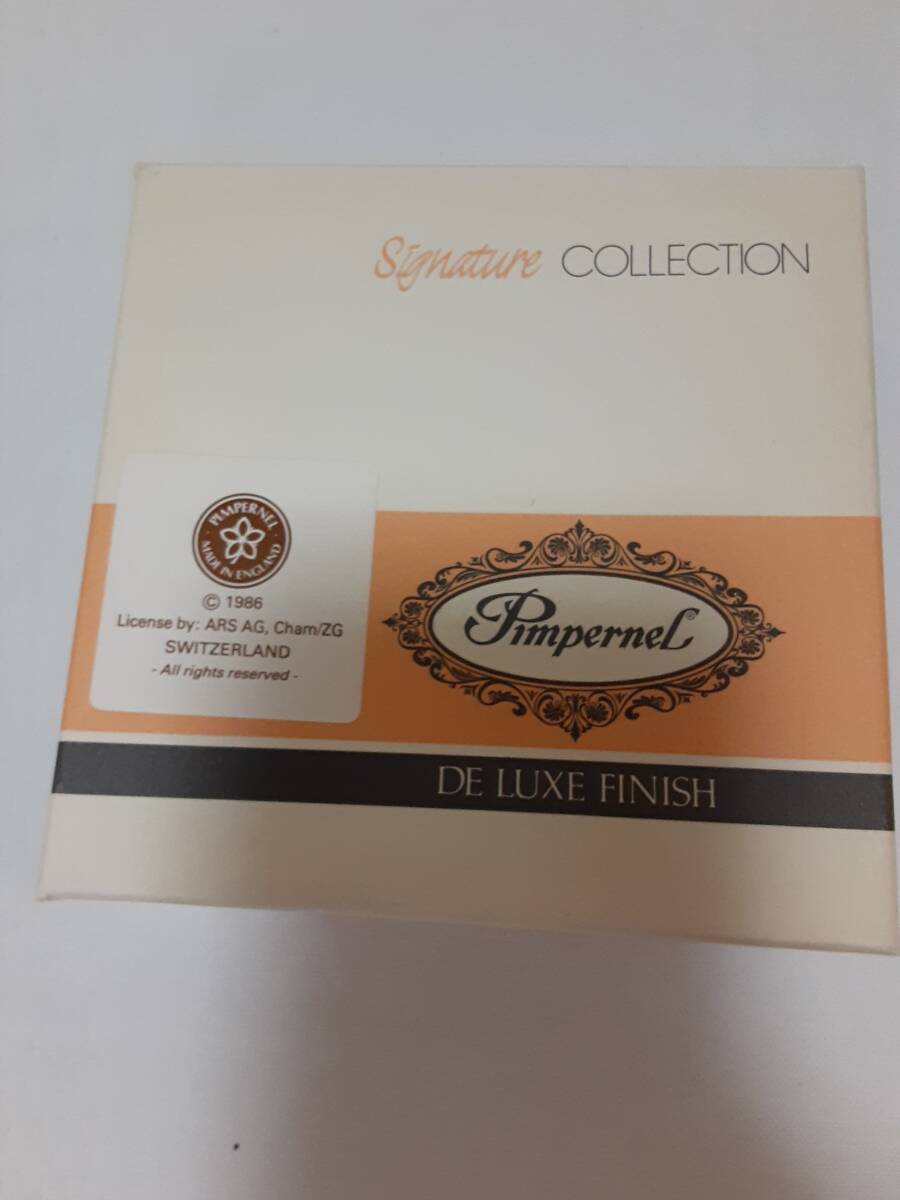 Signature COLLECTION
PIMPERNEL
MADE IN ENGLAND
© 1986
License by: ARS AG, Cham/ZG
SWITZERLAND
- All rights reserved -
Pimpernel
DE LUXE FINISH